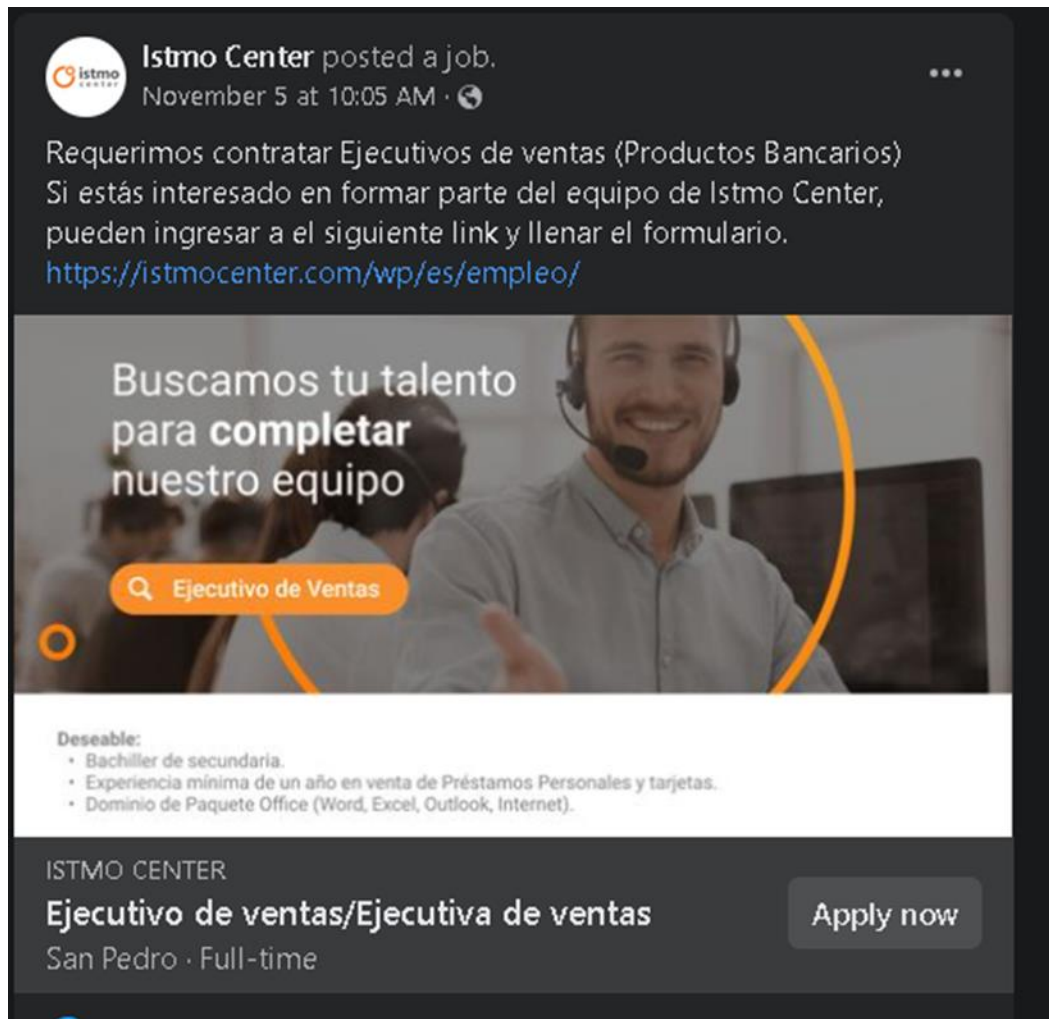 istmo
center
Istmo Center posted a job.
November 5 at 10:05 AM ·
Requerimos contratar Ejecutivos de ventas (Productos Bancarios)
Si estás interesado en formar parte del equipo de Istmo Center,
pueden ingresar a el siguiente link y llenar el formulario.
https://istmocenter.com/wp/es/empleo/
Buscamos tu talento
para completar
nuestro equipo
Ejecutivo de Ventas
Deseable:
• Bachiller de secundaria.
• Experiencia mínima de un año en venta de Préstamos Personales y tarjetas.
• Dominio de Paquete Office (Word, Excel, Outlook, Internet).
ISTMO CENTER
Ejecutivo de ventas/Ejecutiva de ventas
Apply now
San Pedro · Full-time